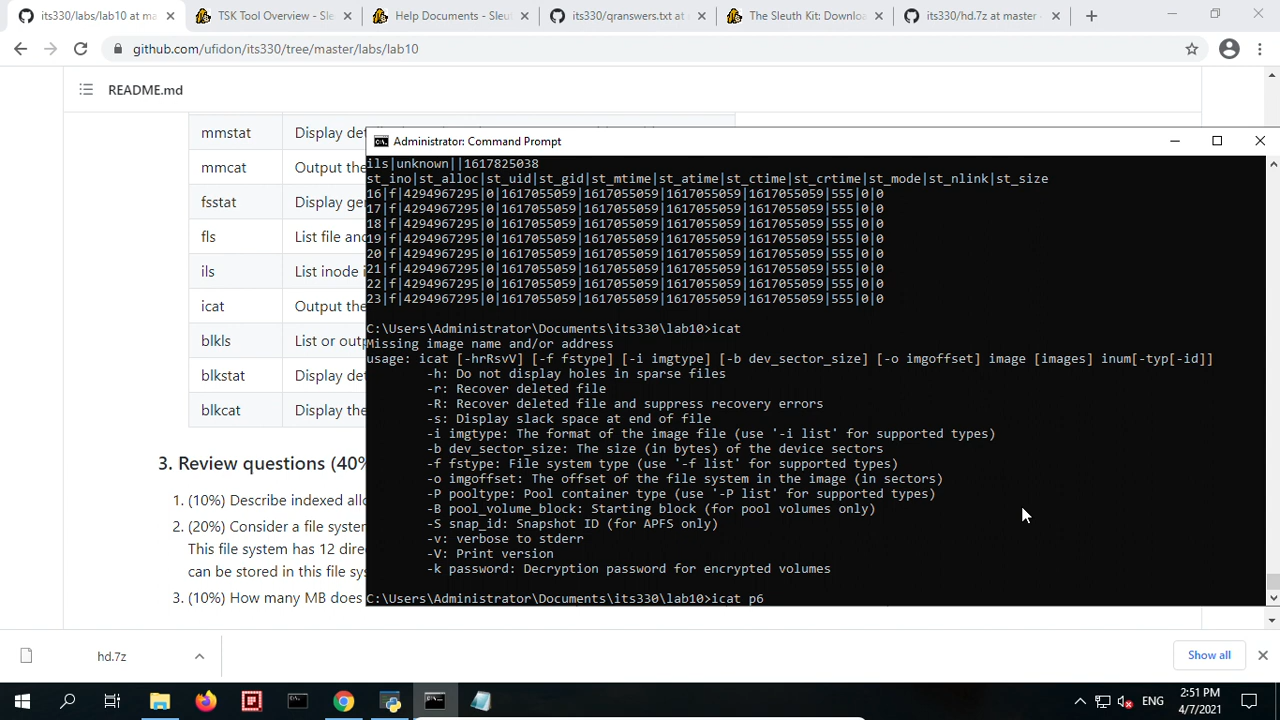 its330/labs/lab10 at ma
TSK Tool Overview - Sle
Help Documents - Sleuth
its330/qranswers.txt at
The Sleuth Kit: Downloa
its330/hd.7z at master
github.com/ufidon/its330/tree/master/labs/lab10
README.md
mmstat Display det
mmcat Output the
fsstat Display ge
fls List file an
ils List inode i
icat Output the
blkls List or outp
blkstat Display det
blkcat Display the
3. Review questions (40%
1. (10%) Describe indexed allo
2. (20%) Consider a file system
This file system has 12 dire
can be stored in this file sys
3. (10%) How many MB does
Administrator: Command Prompt
ils|unknown||1617825038
st_ino|st_alloc|st_uid|st_gid|st_mtime|st_atime|st_ctime|st_crtime|st_mode|st_nlink|st_size
16|f|4294967295|0|1617055059|1617055059|1617055059|1617055059|555|0|0
17|f|4294967295|0|1617055059|1617055059|1617055059|1617055059|555|0|0
18|f|4294967295|0|1617055059|1617055059|1617055059|1617055059|555|0|0
19|f|4294967295|0|1617055059|1617055059|1617055059|1617055059|555|0|0
20|f|4294967295|0|1617055059|1617055059|1617055059|1617055059|555|0|0
21|f|4294967295|0|1617055059|1617055059|1617055059|1617055059|555|0|0
22|f|4294967295|0|1617055059|1617055059|1617055059|1617055059|555|0|0
23|f|4294967295|0|1617055059|1617055059|1617055059|1617055059|555|0|0
C:\Users\Administrator\Documents\its330\lab10>icat
Missing image name and/or address
usage: icat [-hrRsvV] [-f fstype] [-i imgtype] [-b dev_sector_size] [-o imgoffset] image [images] inum[-typ[-id]]
-h: Do not display holes in sparse files
-r: Recover deleted file
-R: Recover deleted file and suppress recovery errors
-s: Display slack space at end of file
-i imgtype: The format of the image file (use '-i list' for supported types)
-b dev_sector_size: The size (in bytes) of the device sectors
-f fstype: File system type (use '-f list' for supported types)
-o imgoffset: The offset of the file system in the image (in sectors)
-P pooltype: Pool container type (use '-P list' for supported types)
-B pool_volume_block: Starting block (for pool volumes only)
-S snap_id: Snapshot ID (for APFS only)
-v: verbose to stderr
-V: Print version
-k password: Decryption password for encrypted volumes
C:\Users\Administrator\Documents\its330\lab10>icat p6
hd.7z
Show all
ENG
2:51 PM
4/7/2021